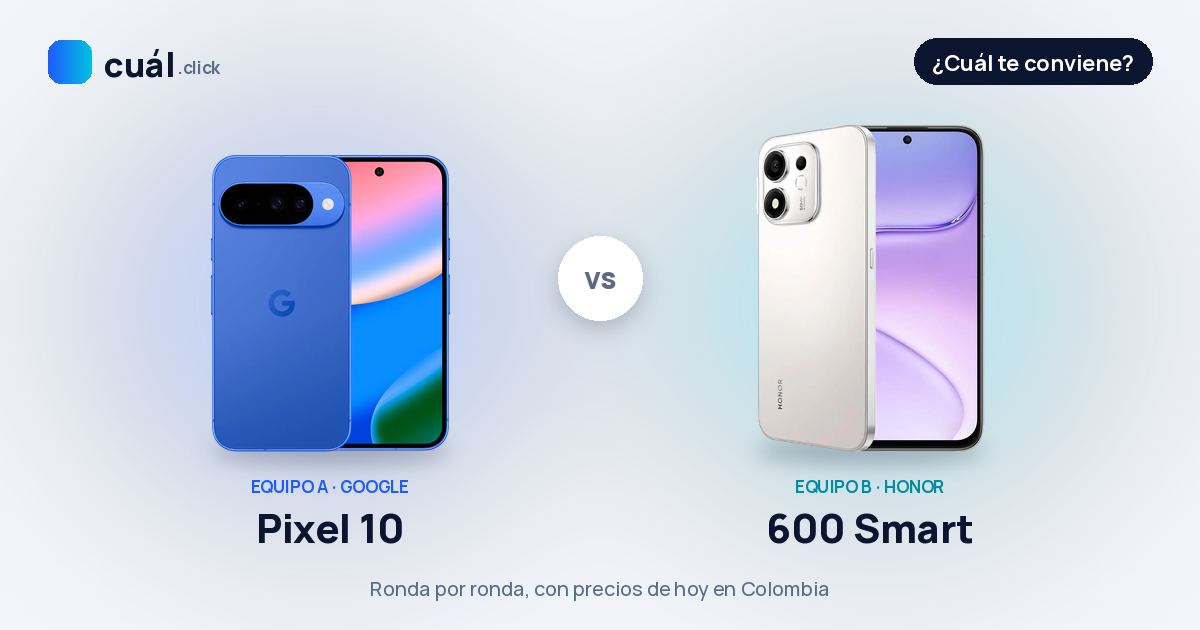 cuál.click
¿Cuál te conviene?
G
HONOR
VS
EQUIPO A · GOOGLE
Pixel 10
EQUIPO B · HONOR
600 Smart
Ronda por ronda, con precios de hoy en Colombia